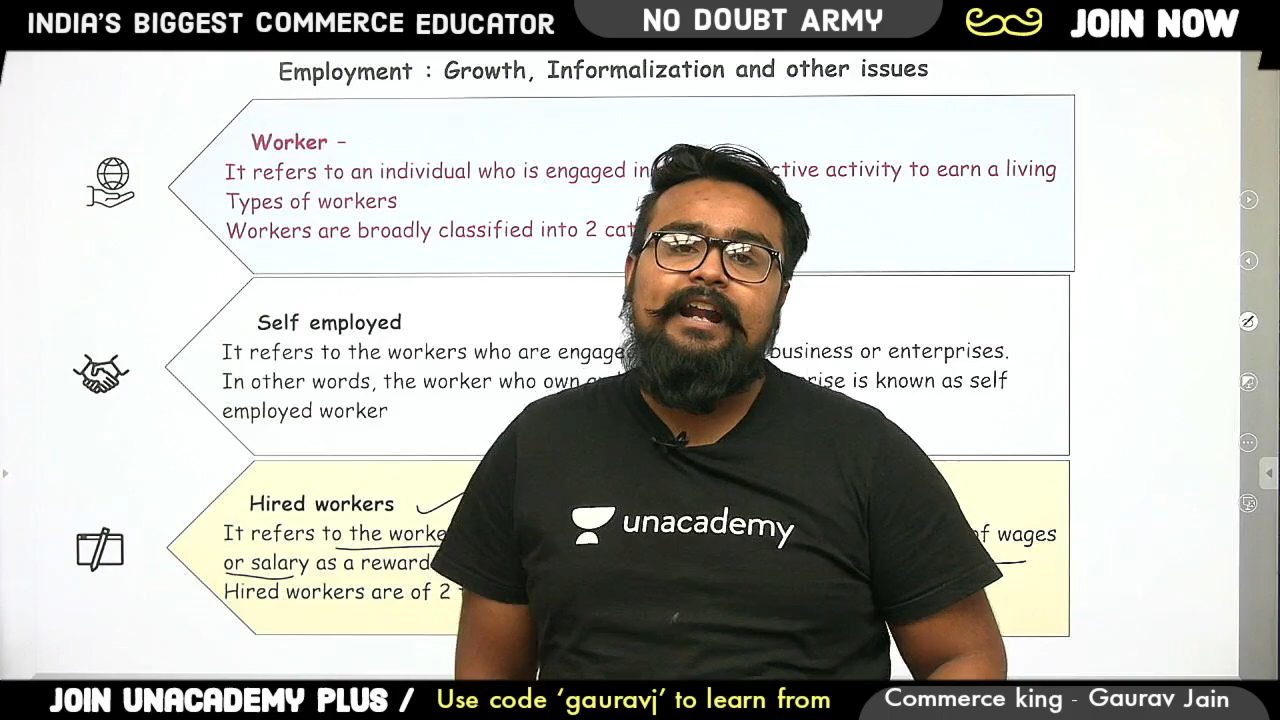 INDIA'S BIGGEST COMMERCE EDUCATOR
NO DOUBT ARMY
JOIN NOW
Employment : Growth, Informalization and other issues
Worker -
It refers to an individual who is engaged in ctive activity to earn a living
Types of workers
Workers are broadly classified into 2 cat
Self employed
It refers to the workers who are engage business or enterprises.
In other words, the worker who own rise is known as self
employed worker
Hired workers
It refers to the worke of wages
or salary as a reward
Hired workers are of 2
unacademy
JOIN UNACADEMY PLUS / Use code 'gauravj' to learn from
Commerce king - Gaurav Jain